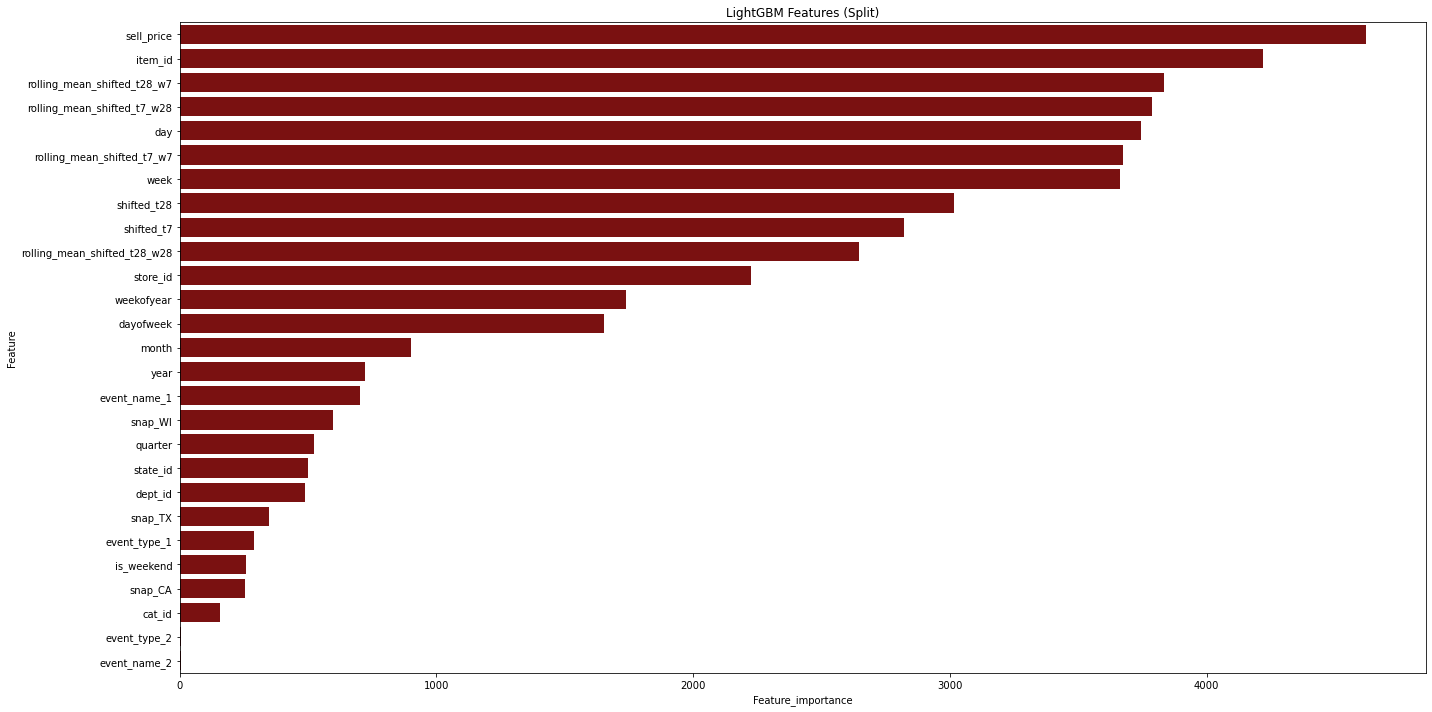 LightGBM Features (Split)
sell_price
item_id
rolling_mean_shifted_t28_w7
rolling_mean_shifted_t7_w28
day
rolling_mean_shifted_t7_w7
week
shifted_t28
shifted_t7
rolling_mean_shifted_t28_w28
store_id
weekofyear
dayofweek
month
year
event_name_1
snap_WI
quarter
state_id
dept_id
snap_TX
event_type_1
is_weekend
snap_CA
cat_id
event_type_2
event_name_2
Feature
0 1000 2000 3000 4000
Feature_importance